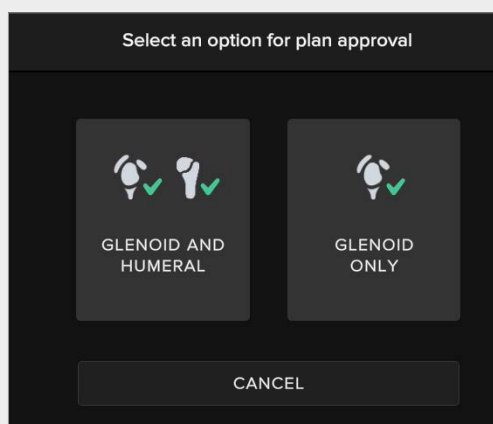 Select an option for plan approval
GLENOID AND
HUMERAL
GLENOID
ONLY
CANCEL